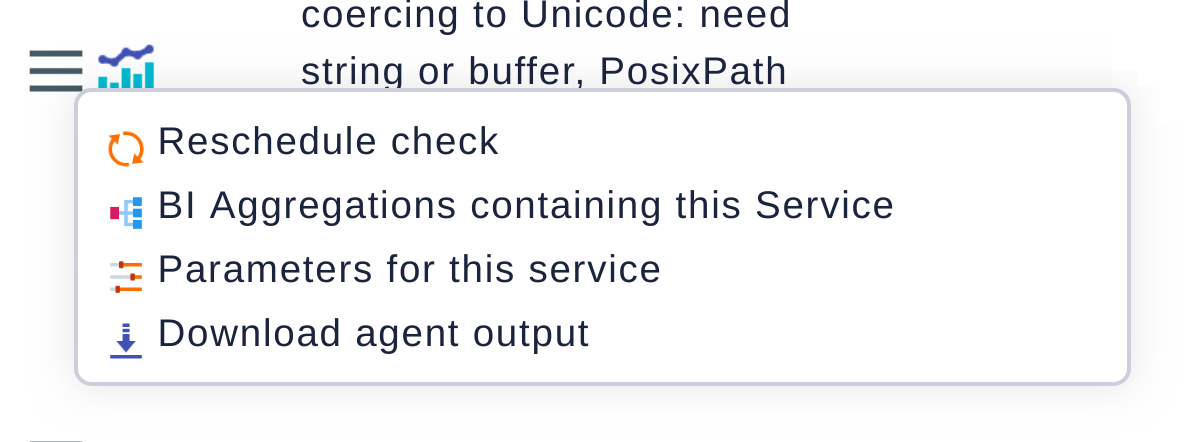 coercing to Unicode: need
string or buffer, PosixPath
Reschedule check
BI Aggregations containing this Service
Parameters for this service
Download agent output